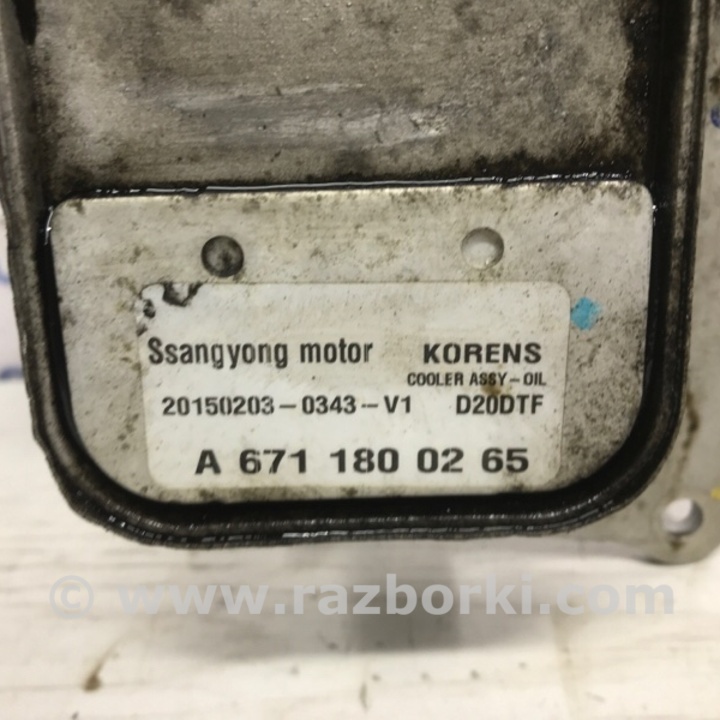 Ssangyong motor KORENS
COOLER ASSY-OIL
20150203-0343-V1 D20DTF
A 671 180 02 65
© www.razborki.com